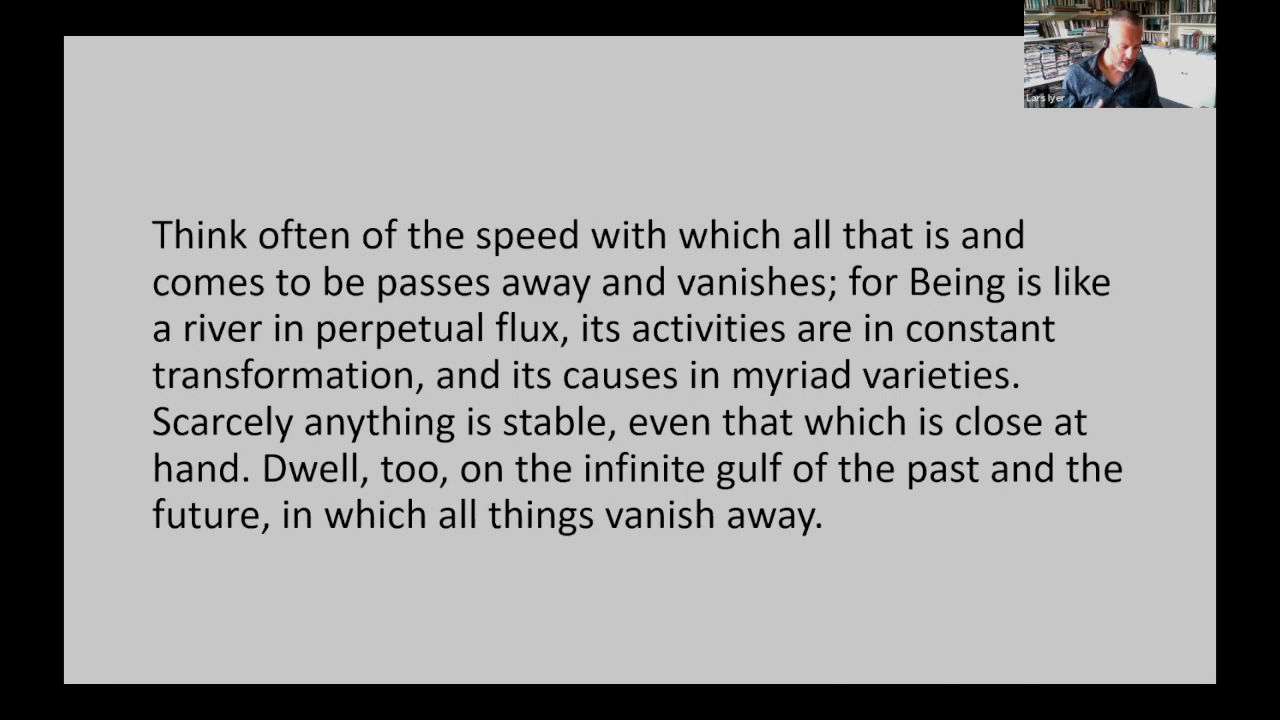 Lars Iyer
Think often of the speed with which all that is and
comes to be passes away and vanishes; for Being is like
a river in perpetual flux, its activities are in constant
transformation, and its causes in myriad varieties.
Scarcely anything is stable, even that which is close at
hand. Dwell, too, on the infinite gulf of the past and the
future, in which all things vanish away.